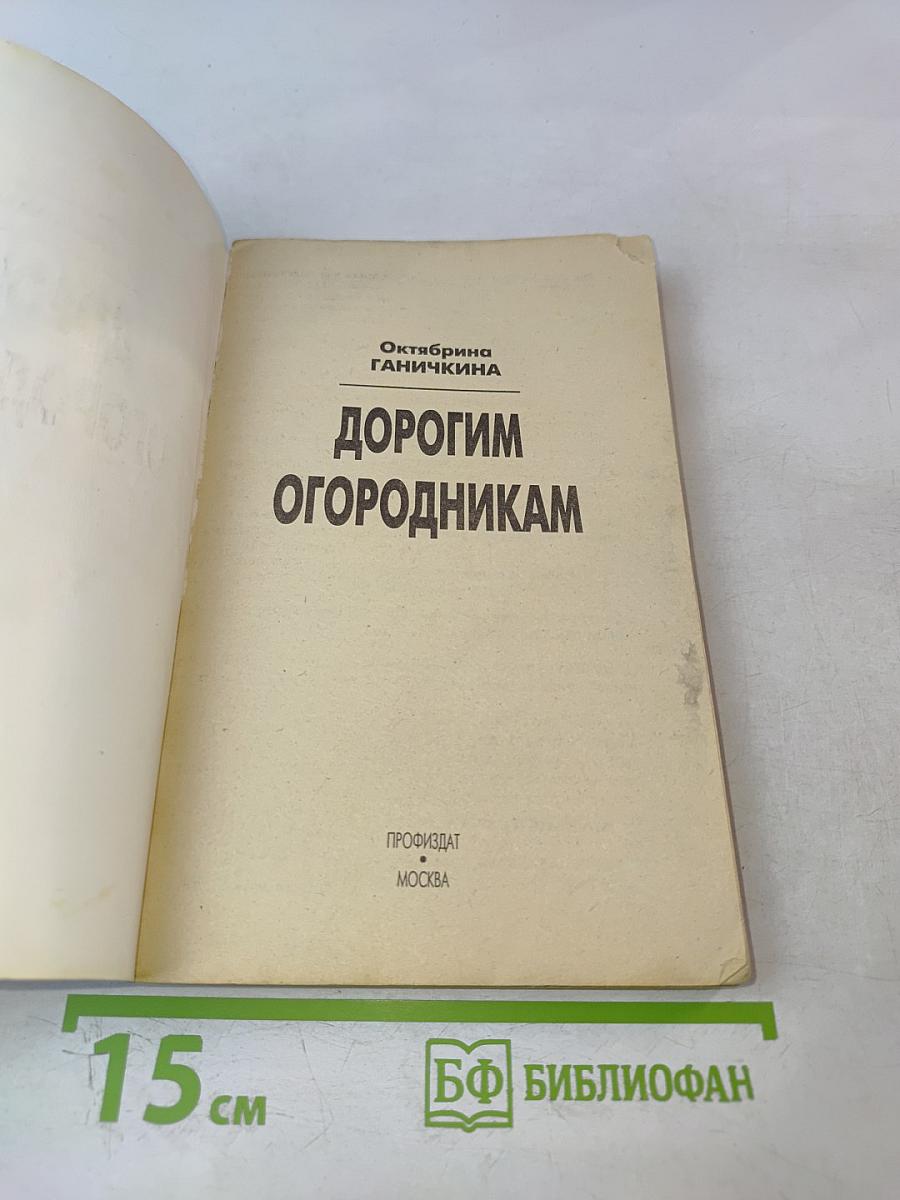 Октябрина
ГАНИЧКИНА
ДОРОГИМ
ОГОРОДНИКАМ
ПРОФИЗДАТ
•
МОСКВА
15 см
БФ БИБЛИОФАН